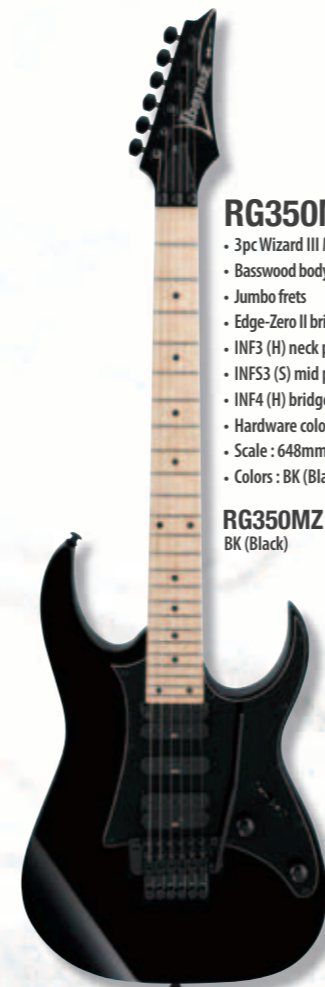 Ibanez
RG350M
• 3pc Wizard III M
• Basswood body
• Jumbo frets
• Edge-Zero II bri
• INF3 (H) neck p
• INFS3 (S) mid p
• INF4 (H) bridge
• Hardware colo
• Scale : 648mm
• Colors : BK (Bla
RG350MZ
BK (Black)